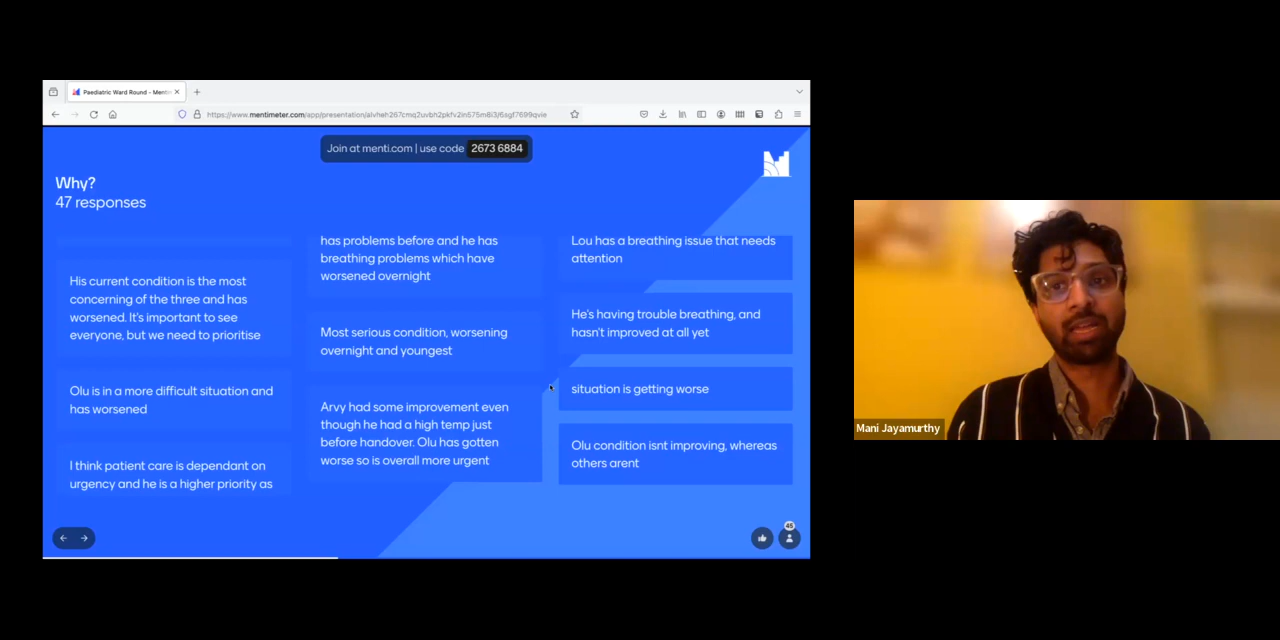 Paediatric Ward Round - Menti
https://www.mentimeter.com/app/presentation/
Join at menti.com | use code 2673 6884
Why?
47 responses
His current condition is the most
concerning of the three and has
worsened. It's important to see
everyone, but we need to prioritise
Olu is in a more difficult situation and
has worsened
I think patient care is dependant on
urgency and he is a higher priority as
has problems before and he has
breathing problems which have
worsened overnight
Most serious condition, worsening
overnight and youngest
Arvy had some improvement even
though he had a high temp just
before handover. Olu has gotten
worse so is overall more urgent
Lou has a breathing issue that needs
attention
He's having trouble breathing, and
hasn't improved at all yet
situation is getting worse
Olu condition isnt improving, whereas
others arent
45
Mani Jayamurthy